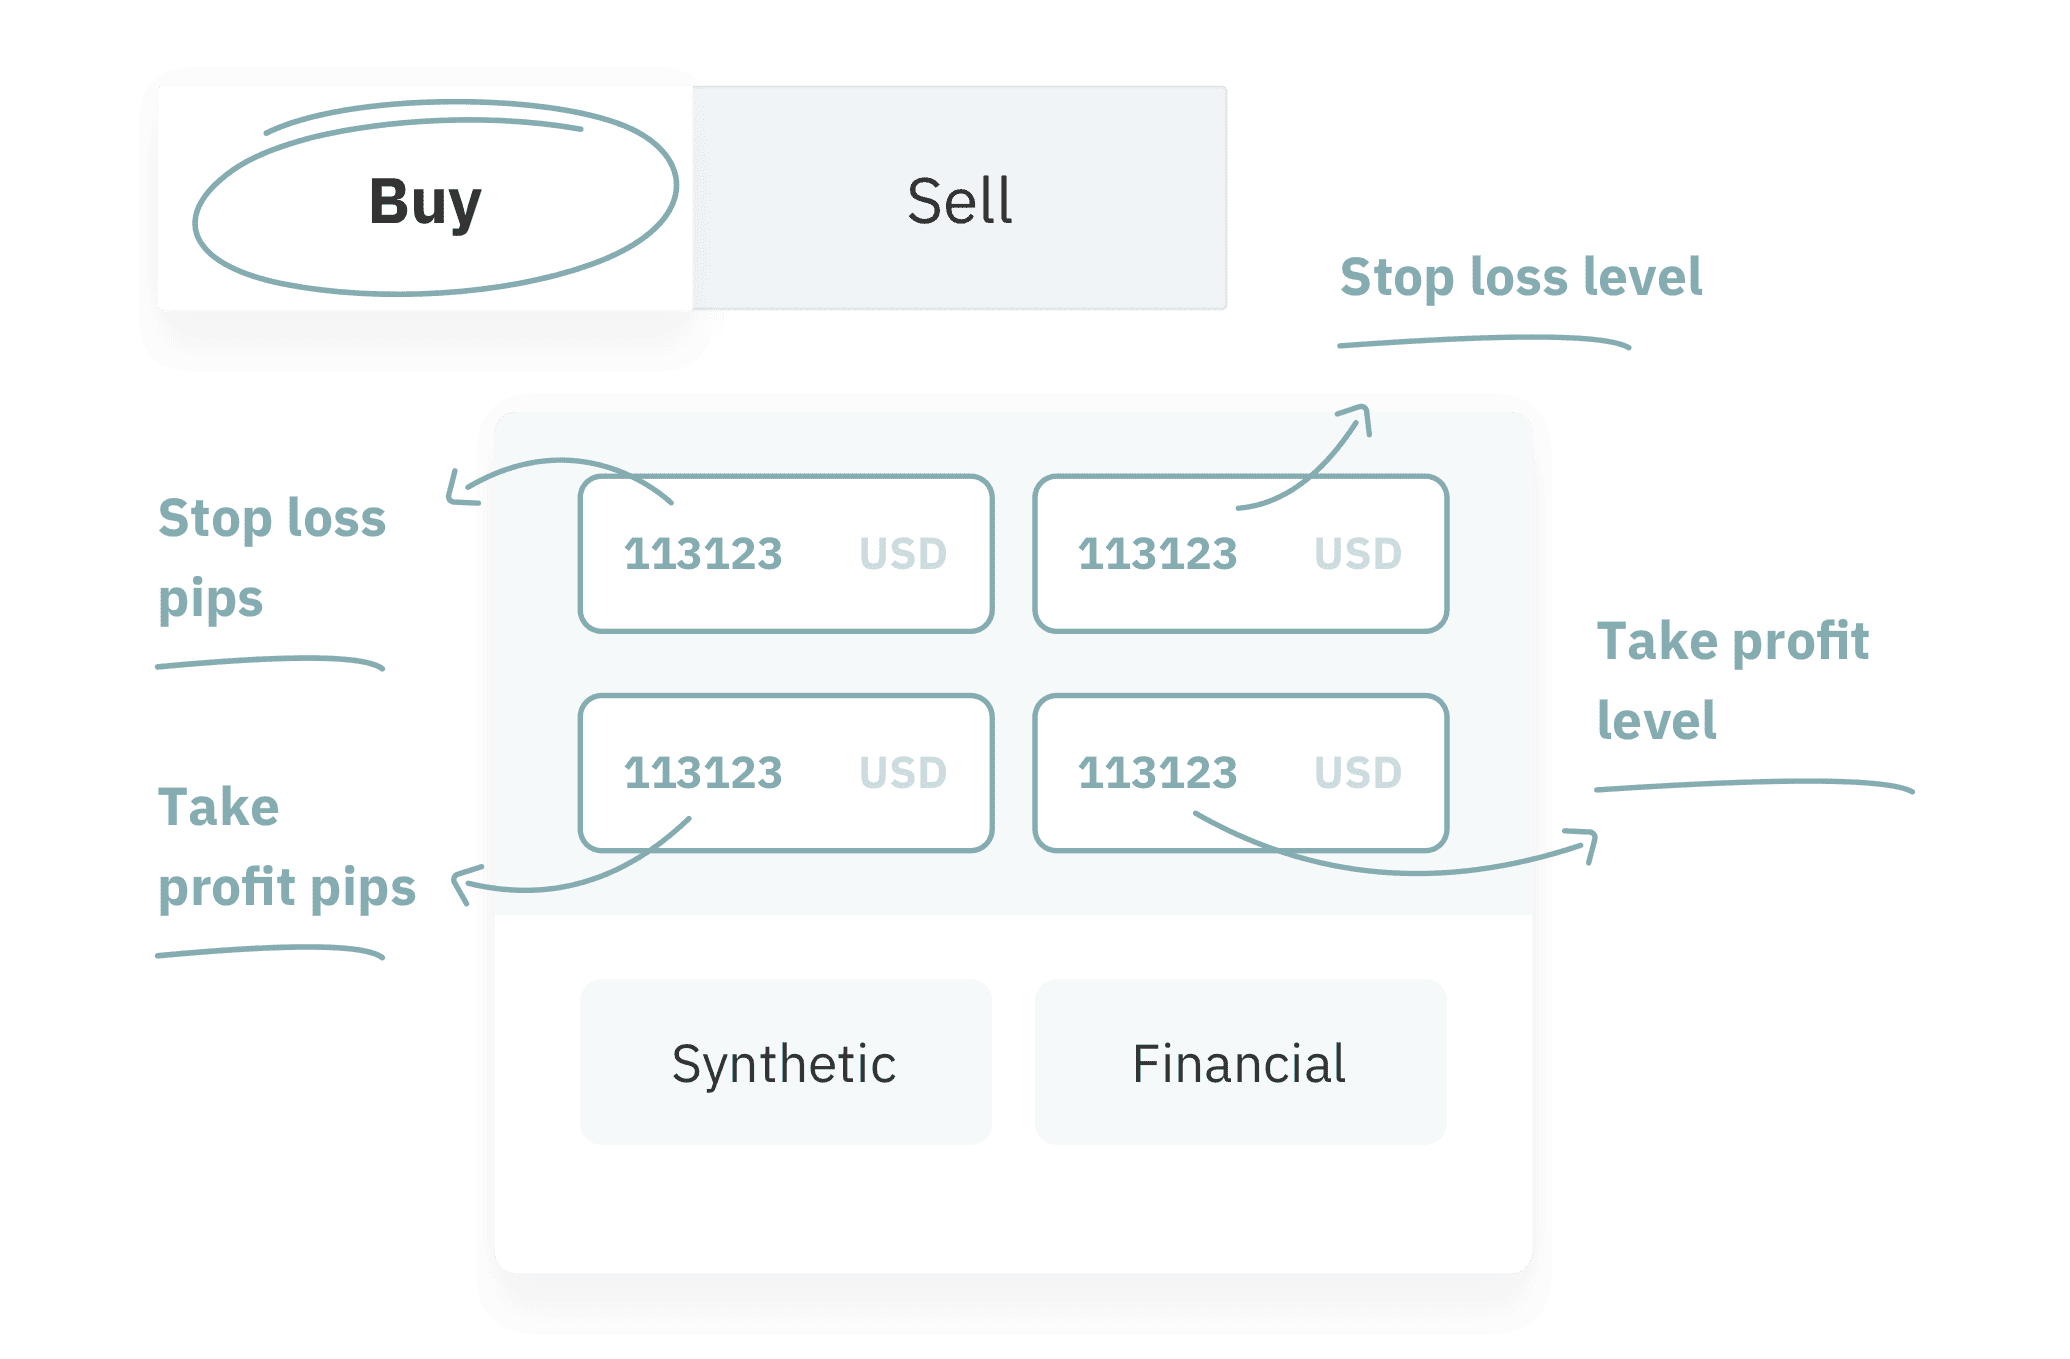 Buy
Sell
Stop loss level
Stop loss
pips
113123 USD
113123 USD
Take profit
level
113123 USD
113123 USD
Take
profit pips
Synthetic
Financial